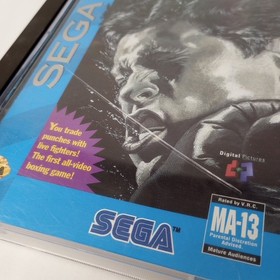 SEGA
You trade
punches with
live fighters!
The first all-video
boxing game!
Digital Pictures
SEGA™
Rated by V.R.C.
MA-13
Parental Discretion
Advised.
Mature Audiences